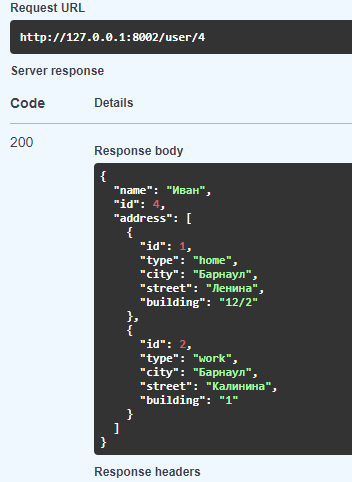 Request URL
http://127.0.0.1:8002/user/4
Server response
Code Details
200
Response body
{
"name": "Иван",
"id": 4,
"address": [
{
"id": 1,
"type": "home",
"city": "Барнаул",
"street": "Ленина",
"building": "12/2"
},
{
"id": 2,
"type": "work",
"city": "Барнаул",
"street": "Калинина",
"building": "1"
}
]
}
Response headers